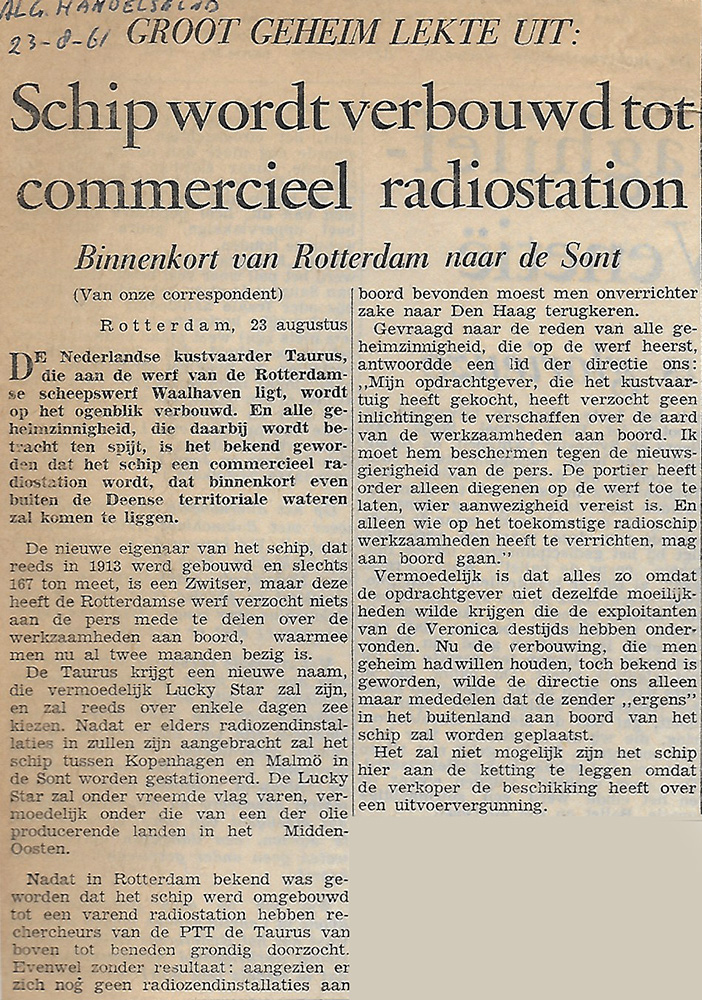 ALG. HANDELSBLAD
23-8-61
GROOT GEHEIM LEKTE UIT:
Schip wordt verbouwd tot
commercieel radiostation
Binnenkort van Rotterdam naar de Sont
(Van onze correspondent)
Rotterdam, 23 augustus
DE Nederlandse kustvaarder Taurus,
die aan de werf van de Rotterdam-
se scheepswerf Waalhaven ligt, wordt
op het ogenblik verbouwd. En alle ge-
heimzinnigheid, die daarbij wordt be-
tracht ten spijt, is het bekend gewor-
den dat het schip een commercieel ra-
diostation wordt, dat binnenkort even
buiten de Deense territoriale wateren
zal komen te liggen.
De nieuwe eigenaar van het schip, dat
reeds in 1913 werd gebouwd en slechts
167 ton meet, is een Zwitser, maar deze
heeft de Rotterdamse werf verzocht niets
aan de pers mede te delen over de
werkzaamheden aan boord, waarmee
men nu al twee maanden bezig is.
De Taurus krijgt een nieuwe naam,
die vermoedelijk Lucky Star zal zijn,
en zal reeds over enkele dagen zee
kiezen. Nadat er elders radiozendinstal-
laties in zullen zijn aangebracht zal het
schip tussen Kopenhagen en Malmö in
de Sont worden gestationeerd. De Lucky
Star zal onder vreemde vlag varen, ver-
moedelijk onder die van een der olie
producerende landen in het Midden-
Oosten.
Nadat in Rotterdam bekend was ge-
worden dat het schip werd omgebouwd
tot een varend radiostation hebben re-
chercheurs van de PTT de Taurus van
boven tot beneden grondig doorzocht.
Evenwel zonder resultaat: aangezien er
zich nog geen radiozendinstallaties aan
boord bevonden moest men onverrichter
zake naar Den Haag terugkeren.
Gevraagd naar de reden van alle ge-
heimzinnigheid, die op de werf heerst,
antwoordde een lid der directie ons:
„Mijn opdrachtgever, die het kustvaar-
tuig heeft gekocht, heeft verzocht geen
inlichtingen te verschaffen over de aard
van de werkzaamheden aan boord. Ik
moet hem beschermen tegen de nieuws-
gierigheid van de pers. De portier heeft
order alleen diegenen op de werf toe te
laten, wier aanwezigheid vereist is. En
alleen wie op het toekomstige radioschip
werkzaamheden heeft te verrichten, mag
aan boord gaan."
Vermoedelijk is dat alles zo omdat
de opdrachtgever niet dezelfde moeilijk-
heden wilde krijgen die de exploitanten
van de Veronica destijds hebben onder-
vonden. Nu de verbouwing, die men
geheim had willen houden, toch bekend is
geworden, wilde de directie ons alleen
maar mededelen dat de zender „ergens"
in het buitenland aan boord van het
schip zal worden geplaatst.
Het zal niet mogelijk zijn het schip
hier aan de ketting te leggen omdat
de verkoper de beschikking heeft over
een uitvoervergunning.